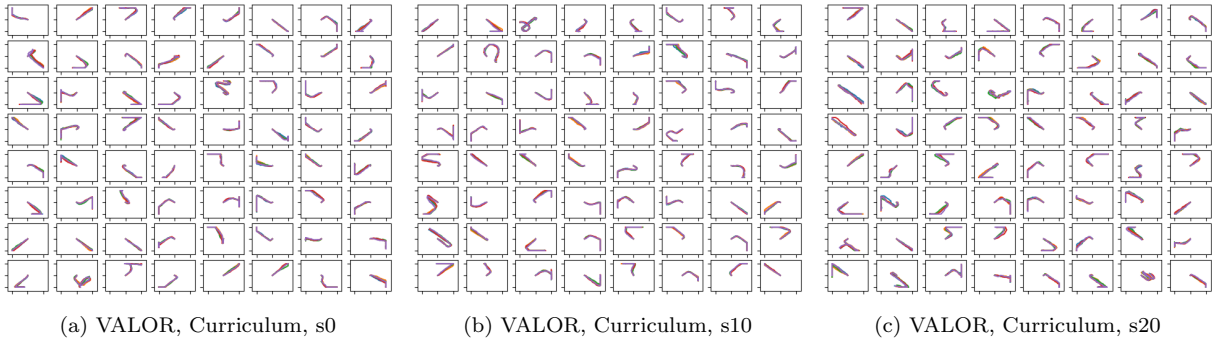 (a) VALOR, Curriculum, s0
(b) VALOR, Curriculum, s10
(c) VALOR, Curriculum, s20